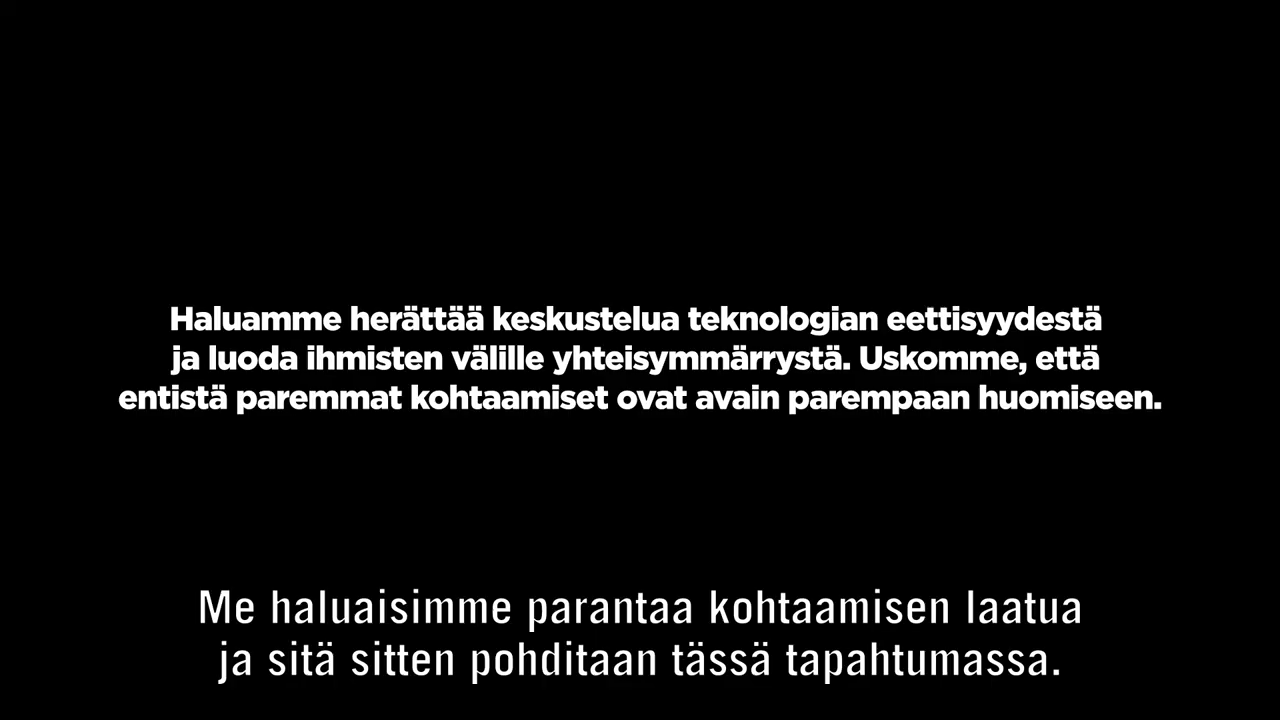 Haluamme herättää keskustelua teknologian eettisyydestä
ja luoda ihmisten välille yhteisymmärrystä. Uskomme, että
entistä paremmat kohtaamiset ovat avain parempaan huomiseen.
Me haluaisimme parantaa kohtaamisen laatua
ja sitä sitten pohditaan tässä tapahtumassa.